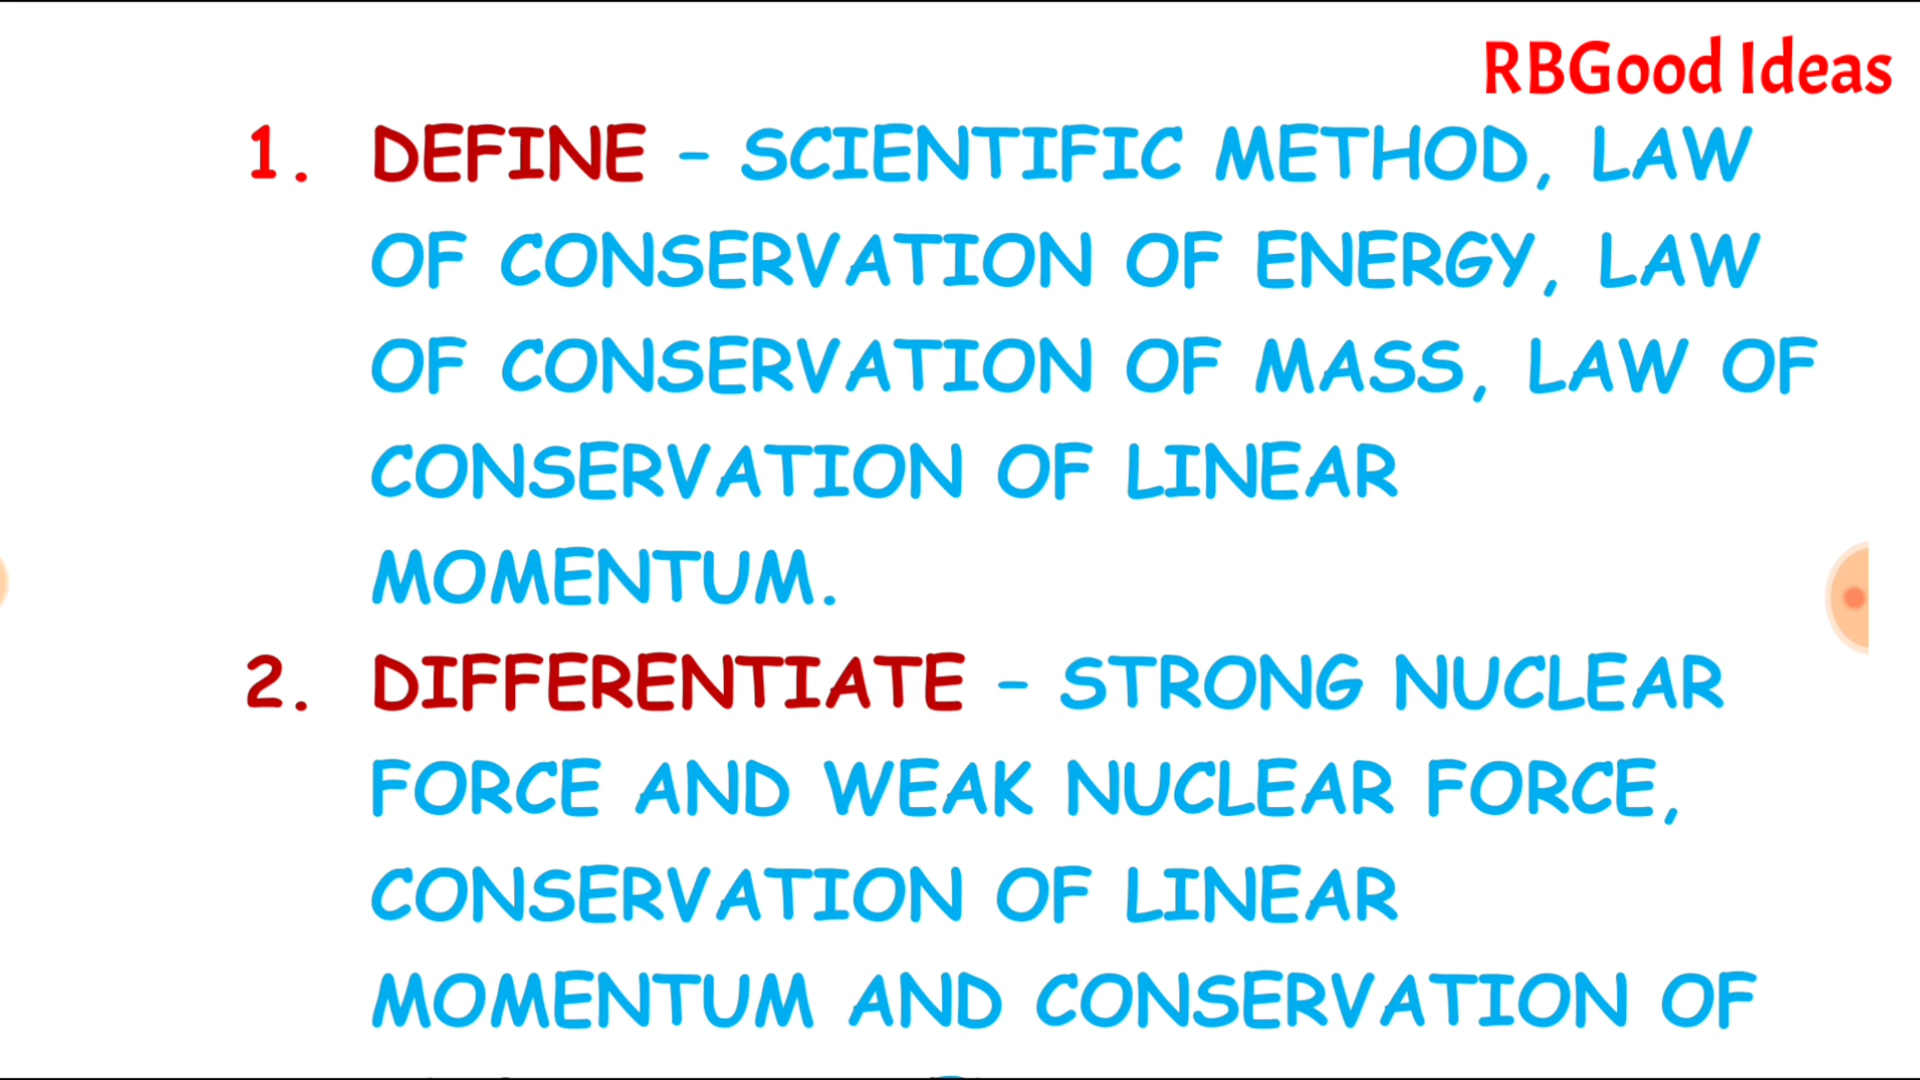 RBGood Ideas
1. DEFINE – SCIENTIFIC METHOD, LAW
OF CONSERVATION OF ENERGY, LAW
OF CONSERVATION OF MASS, LAW OF
CONSERVATION OF LINEAR
MOMENTUM.
2. DIFFERENTIATE – STRONG NUCLEAR
FORCE AND WEAK NUCLEAR FORCE,
CONSERVATION OF LINEAR
MOMENTUM AND CONSERVATION OF